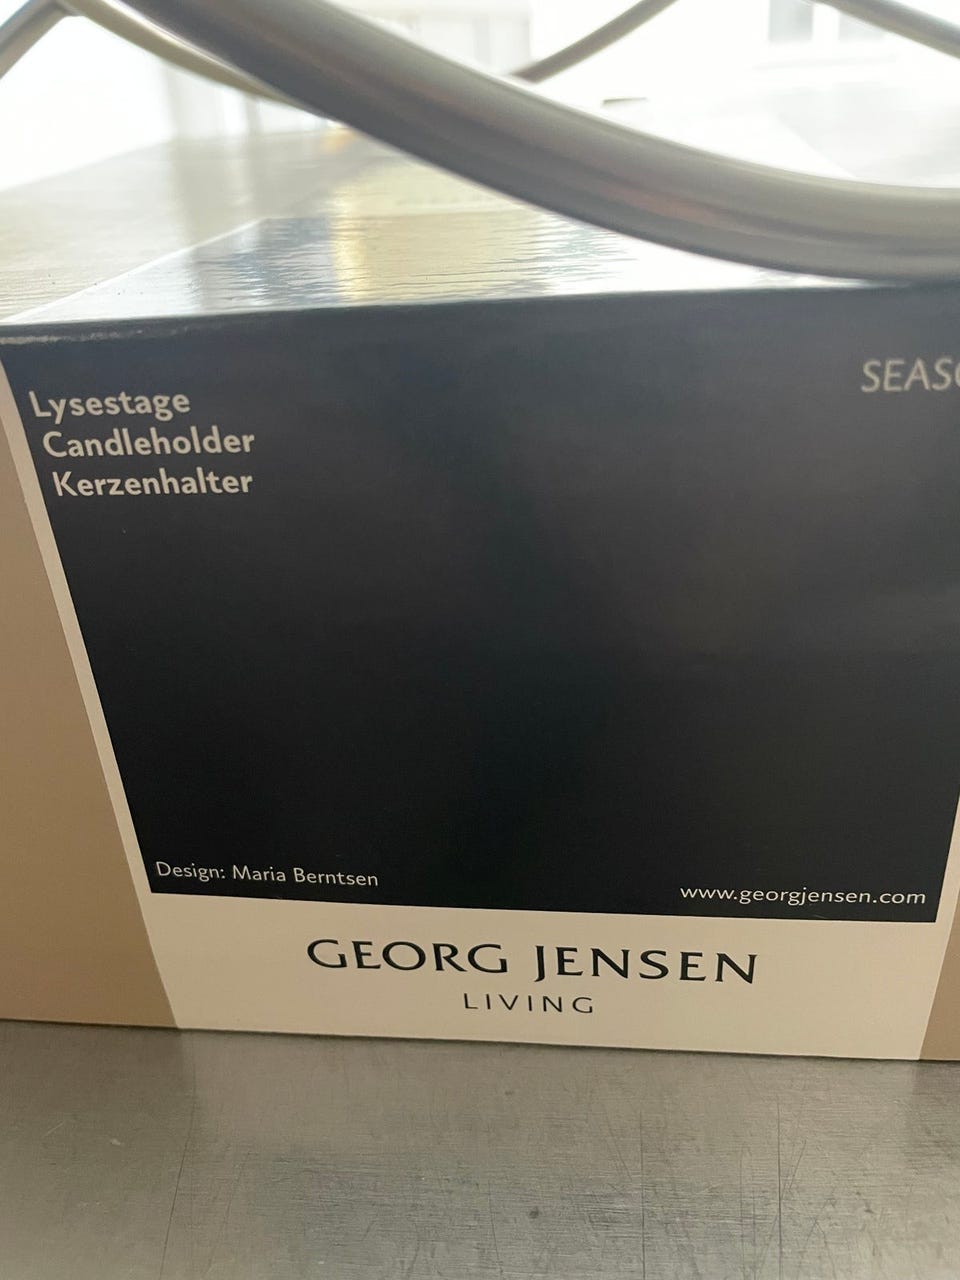 Lysestage
Candleholder
Kerzenhalter
Design: Maria Berntsen
www.georgjensen.com
GEORG JENSEN
LIVING